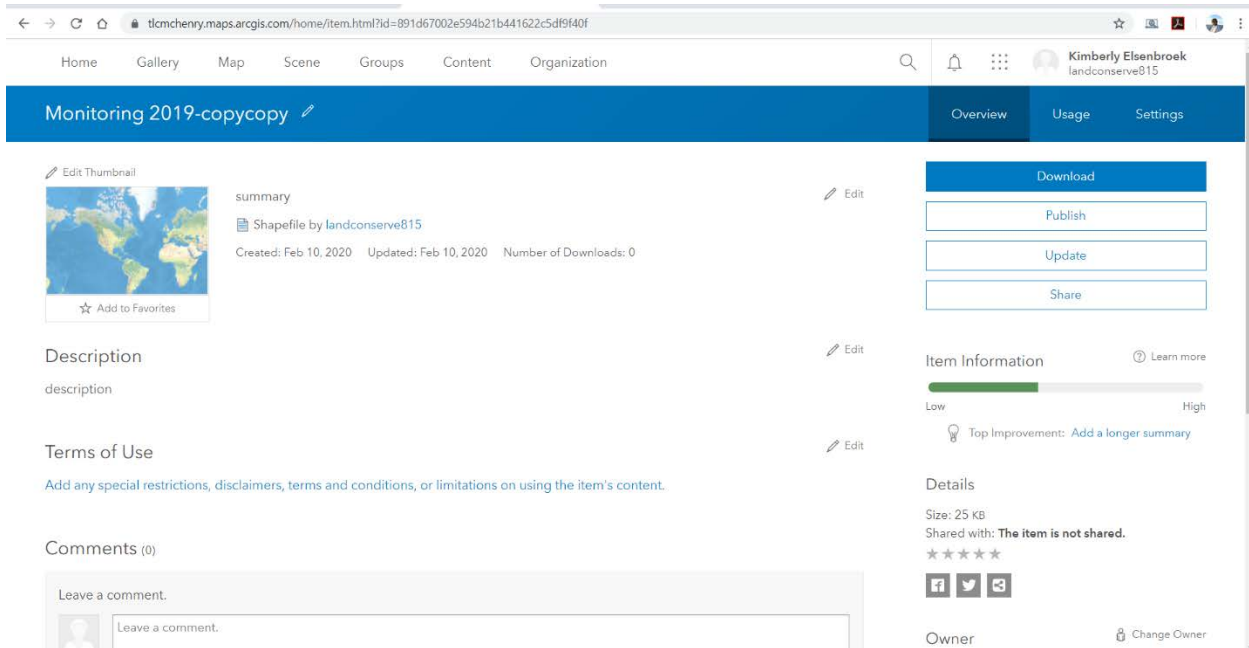 tlcmchenry.maps.arcgis.com/home/item.html?id=891d67002e594b21b441622c5df9f40f
Home Gallery Map Scene Groups Content Organization
Kimberly Elsenbroek
landconserve815
Monitoring 2019-copycopy
Overview Usage Settings
Edit Thumbnail
summary
Edit
Shapefile by landconserve815
Created: Feb 10, 2020 Updated: Feb 10, 2020 Number of Downloads: 0
Add to Favorites
Download
Publish
Update
Share
Description
Edit
description
Item Information
Learn more
Low High
Top Improvement: Add a longer summary
Terms of Use
Edit
Add any special restrictions, disclaimers, terms and conditions, or limitations on using the item's content.
Details
Size: 25 KB
Shared with: The item is not shared.
Comments (0)
Leave a comment.
Leave a comment.
Owner
Change Owner